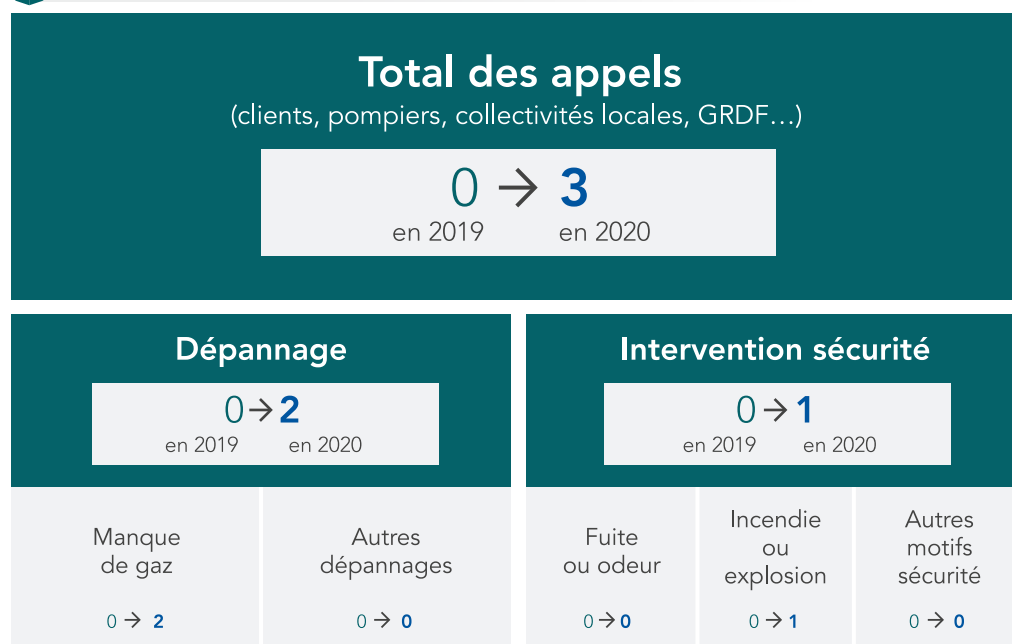 Total des appels
(clients, pompiers, collectivités locales, GRDF…)
0 → 3
en 2019 en 2020
Dépannage
0 → 2
en 2019 en 2020
Manque
de gaz
0 → 2
Autres
dépannages
0 → 0
Intervention sécurité
0 → 1
en 2019 en 2020
Fuite
ou odeur
0 → 0
Incendie
ou
explosion
0 → 1
Autres
motifs
sécurité
0 → 0